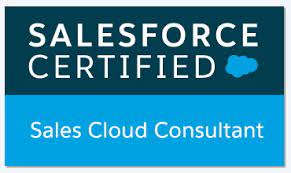 SALESFORCE
CERTIFIED
Sales Cloud Consultant